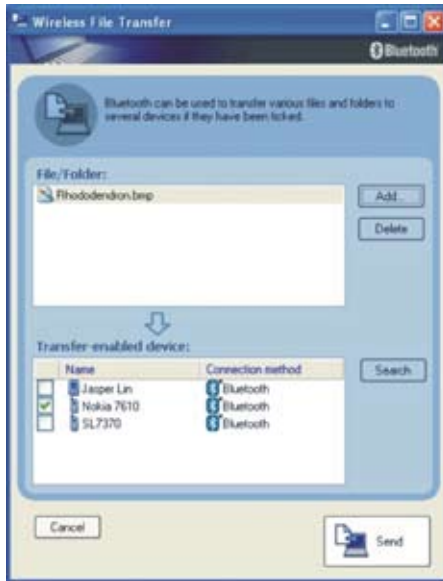 Wireless File Transfer
Bluetooth
Bluetooth can be used to transfer various files and folders to
several devices if they have been ticked.
File/Folder:
Rhododendron.bmp
Add...
Delete
Transfer-enabled device:
Name Connection method
Search
Jasper Lin Bluetooth
Nokia 7610 Bluetooth
SL7370 Bluetooth
Cancel
Send